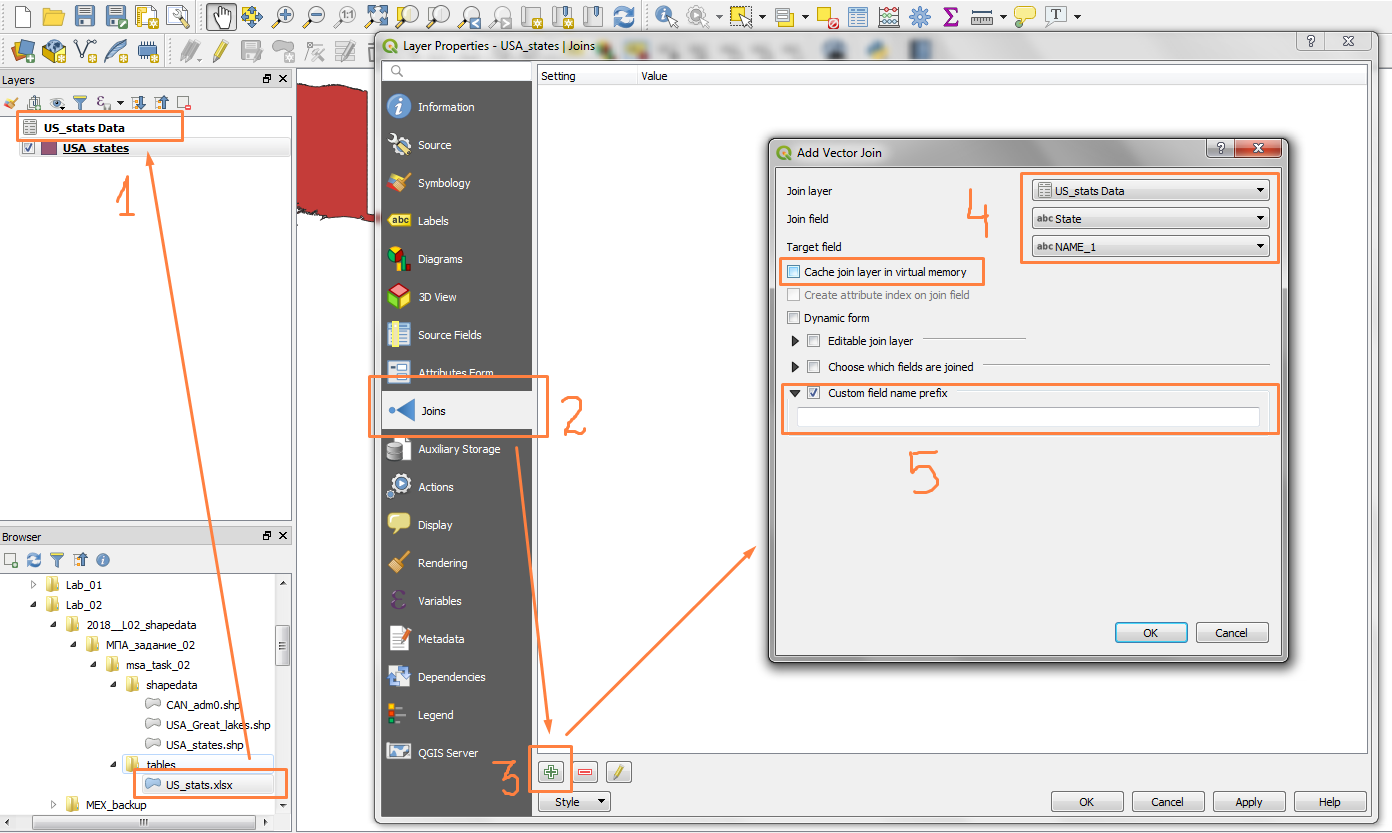 Layers
US_stats Data
USA_states
1
Browser
Lab_01
Lab_02
2018__L02_shapedata
МПА_задание_02
msa_task_02
shapedata
CAN_adm0.shp
USA_Great_lakes.shp
USA_states.shp
tables
US_stats.xlsx
MEX_backup
Layer Properties - USA_states | Joins
Information
Source
Symbology
abc Labels
Diagrams
3D View
Source Fields
Attributes Form
Joins
2
Auxiliary Storage
Actions
Display
Rendering
Variables
Metadata
Dependencies
Legend
QGIS Server
3
Setting Value
Style
OK Cancel Apply Help
Add Vector Join
4
Join layer US_stats Data
Join field abc State
Target field abc NAME_1
Cache join layer in virtual memory
Create attribute index on join field
Dynamic form
Editable join layer
Choose which fields are joined
Custom field name prefix
5
OK Cancel